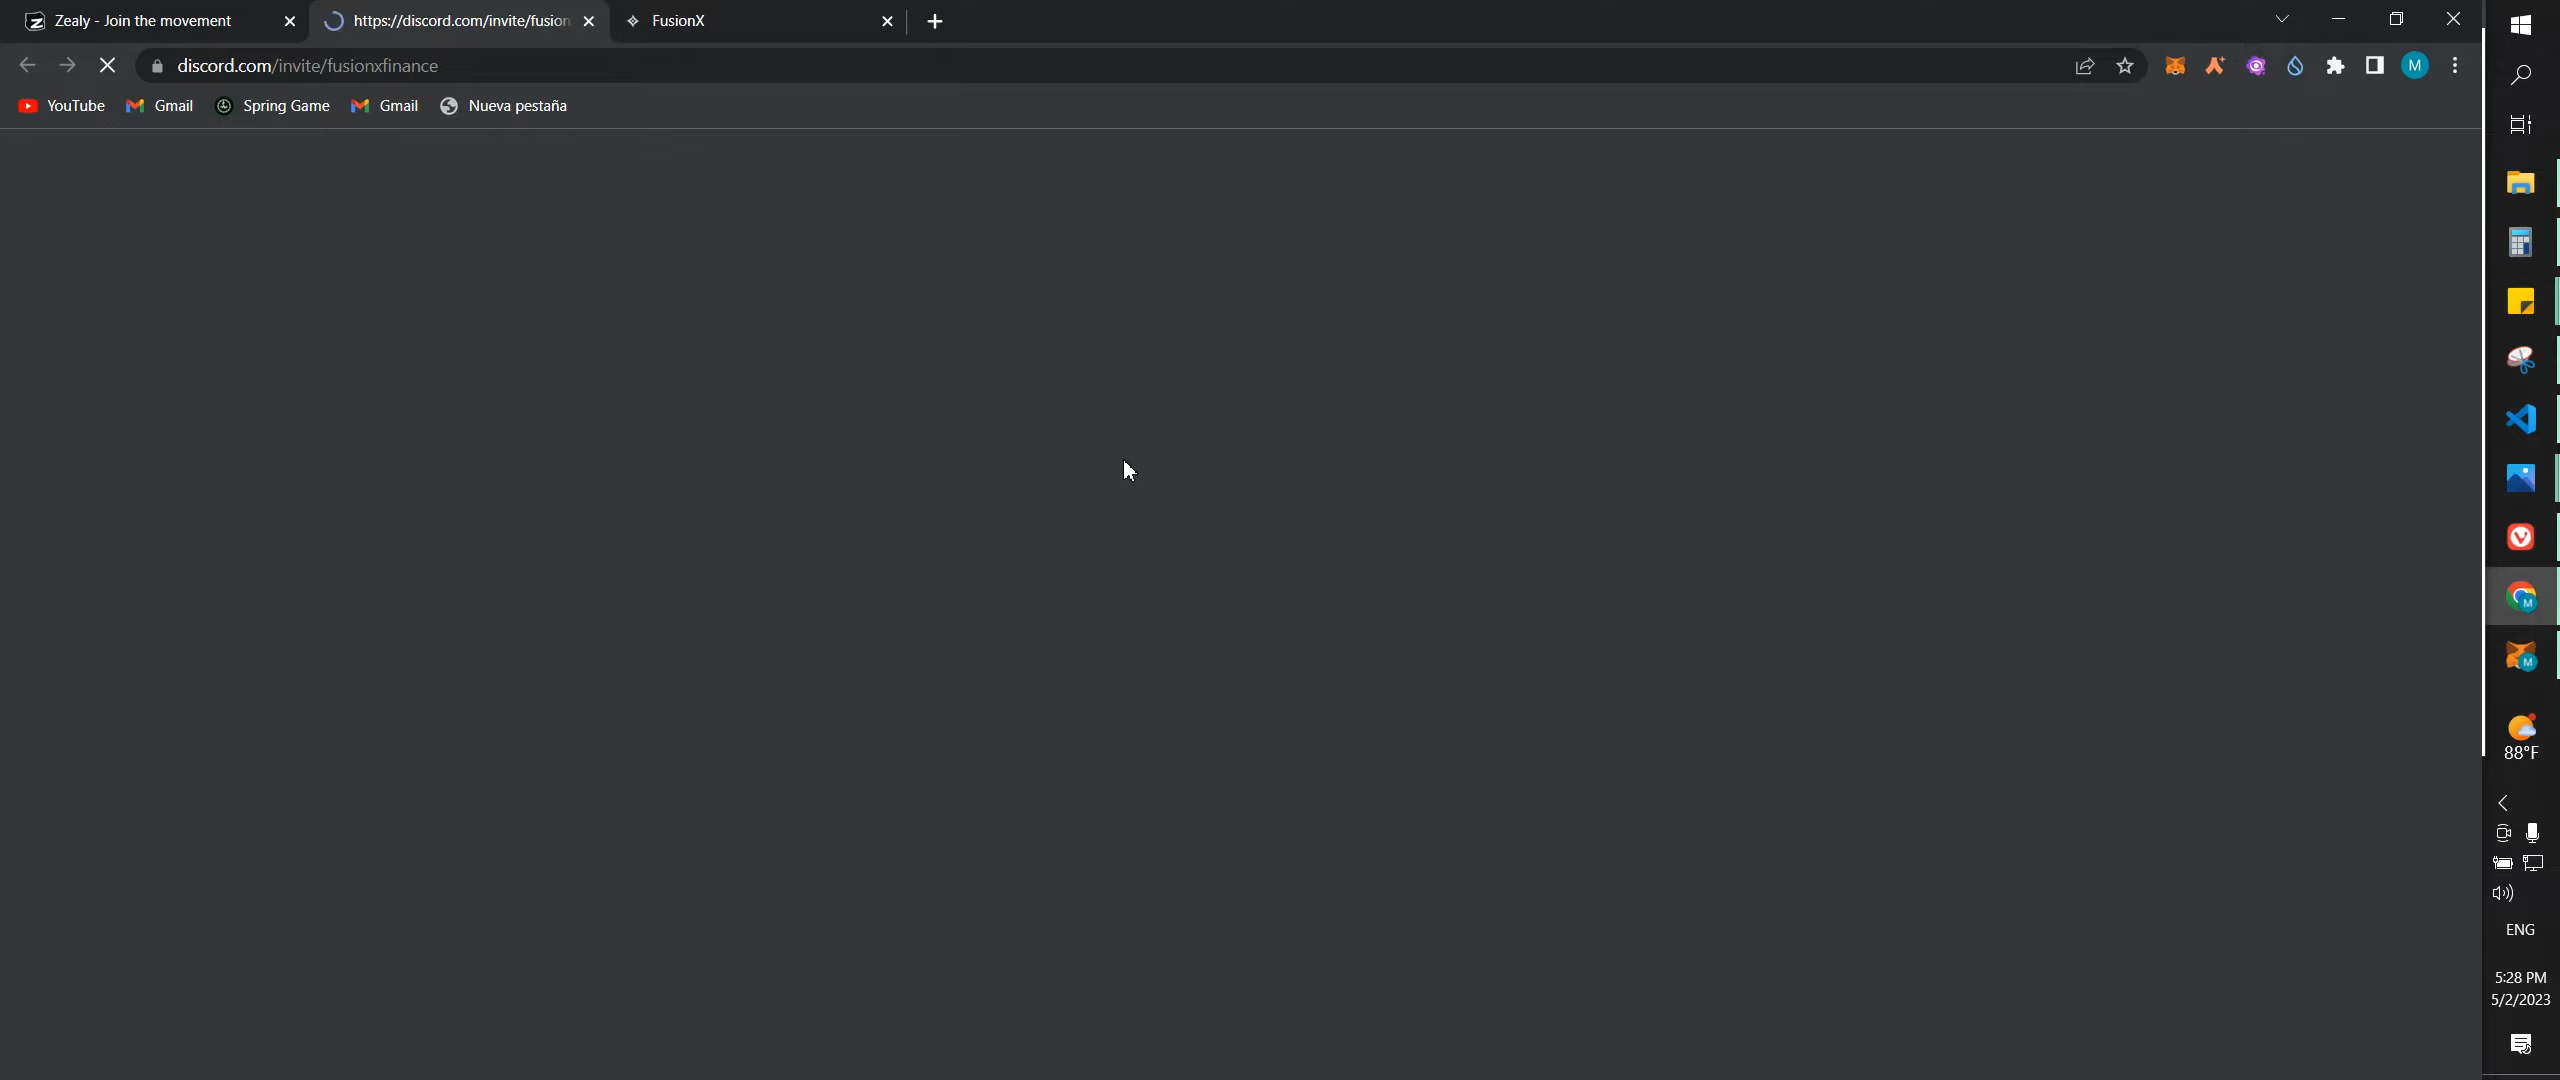 Zealy - Join the movement
https://discord.com/invite/fusion
FusionX
discord.com/invite/fusionxfinance
M
YouTube
Gmail
Spring Game
Gmail
Nueva pestaña
M
M
88°F
ENG
5:28 PM
5/2/2023